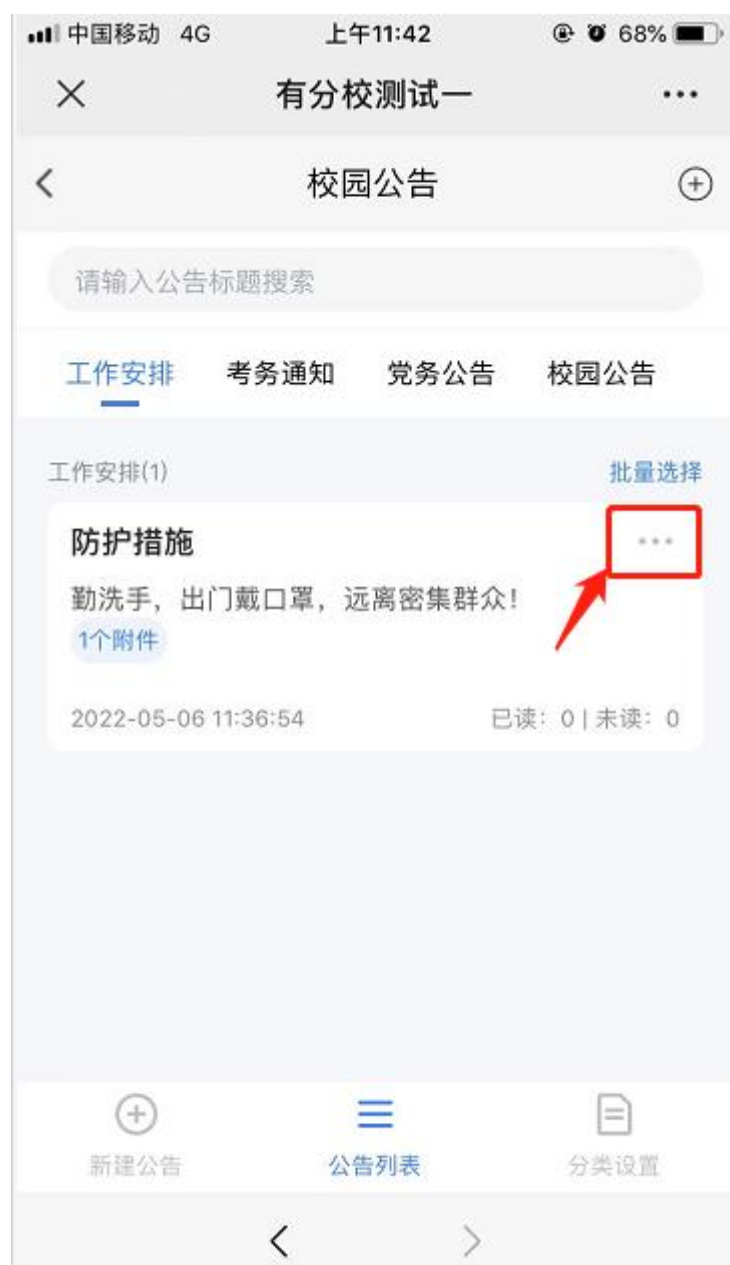 中国移动 4G 上午11:42 68%
有分校测试一
校园公告
请输入公告标题搜索
工作安排 考务通知 党务公告 校园公告
工作安排(1) 批量选择
防护措施
勤洗手，出门戴口罩，远离密集群众！
1个附件
2022-05-06 11:36:54 已读：0 | 未读：0
新建公告 公告列表 分类设置